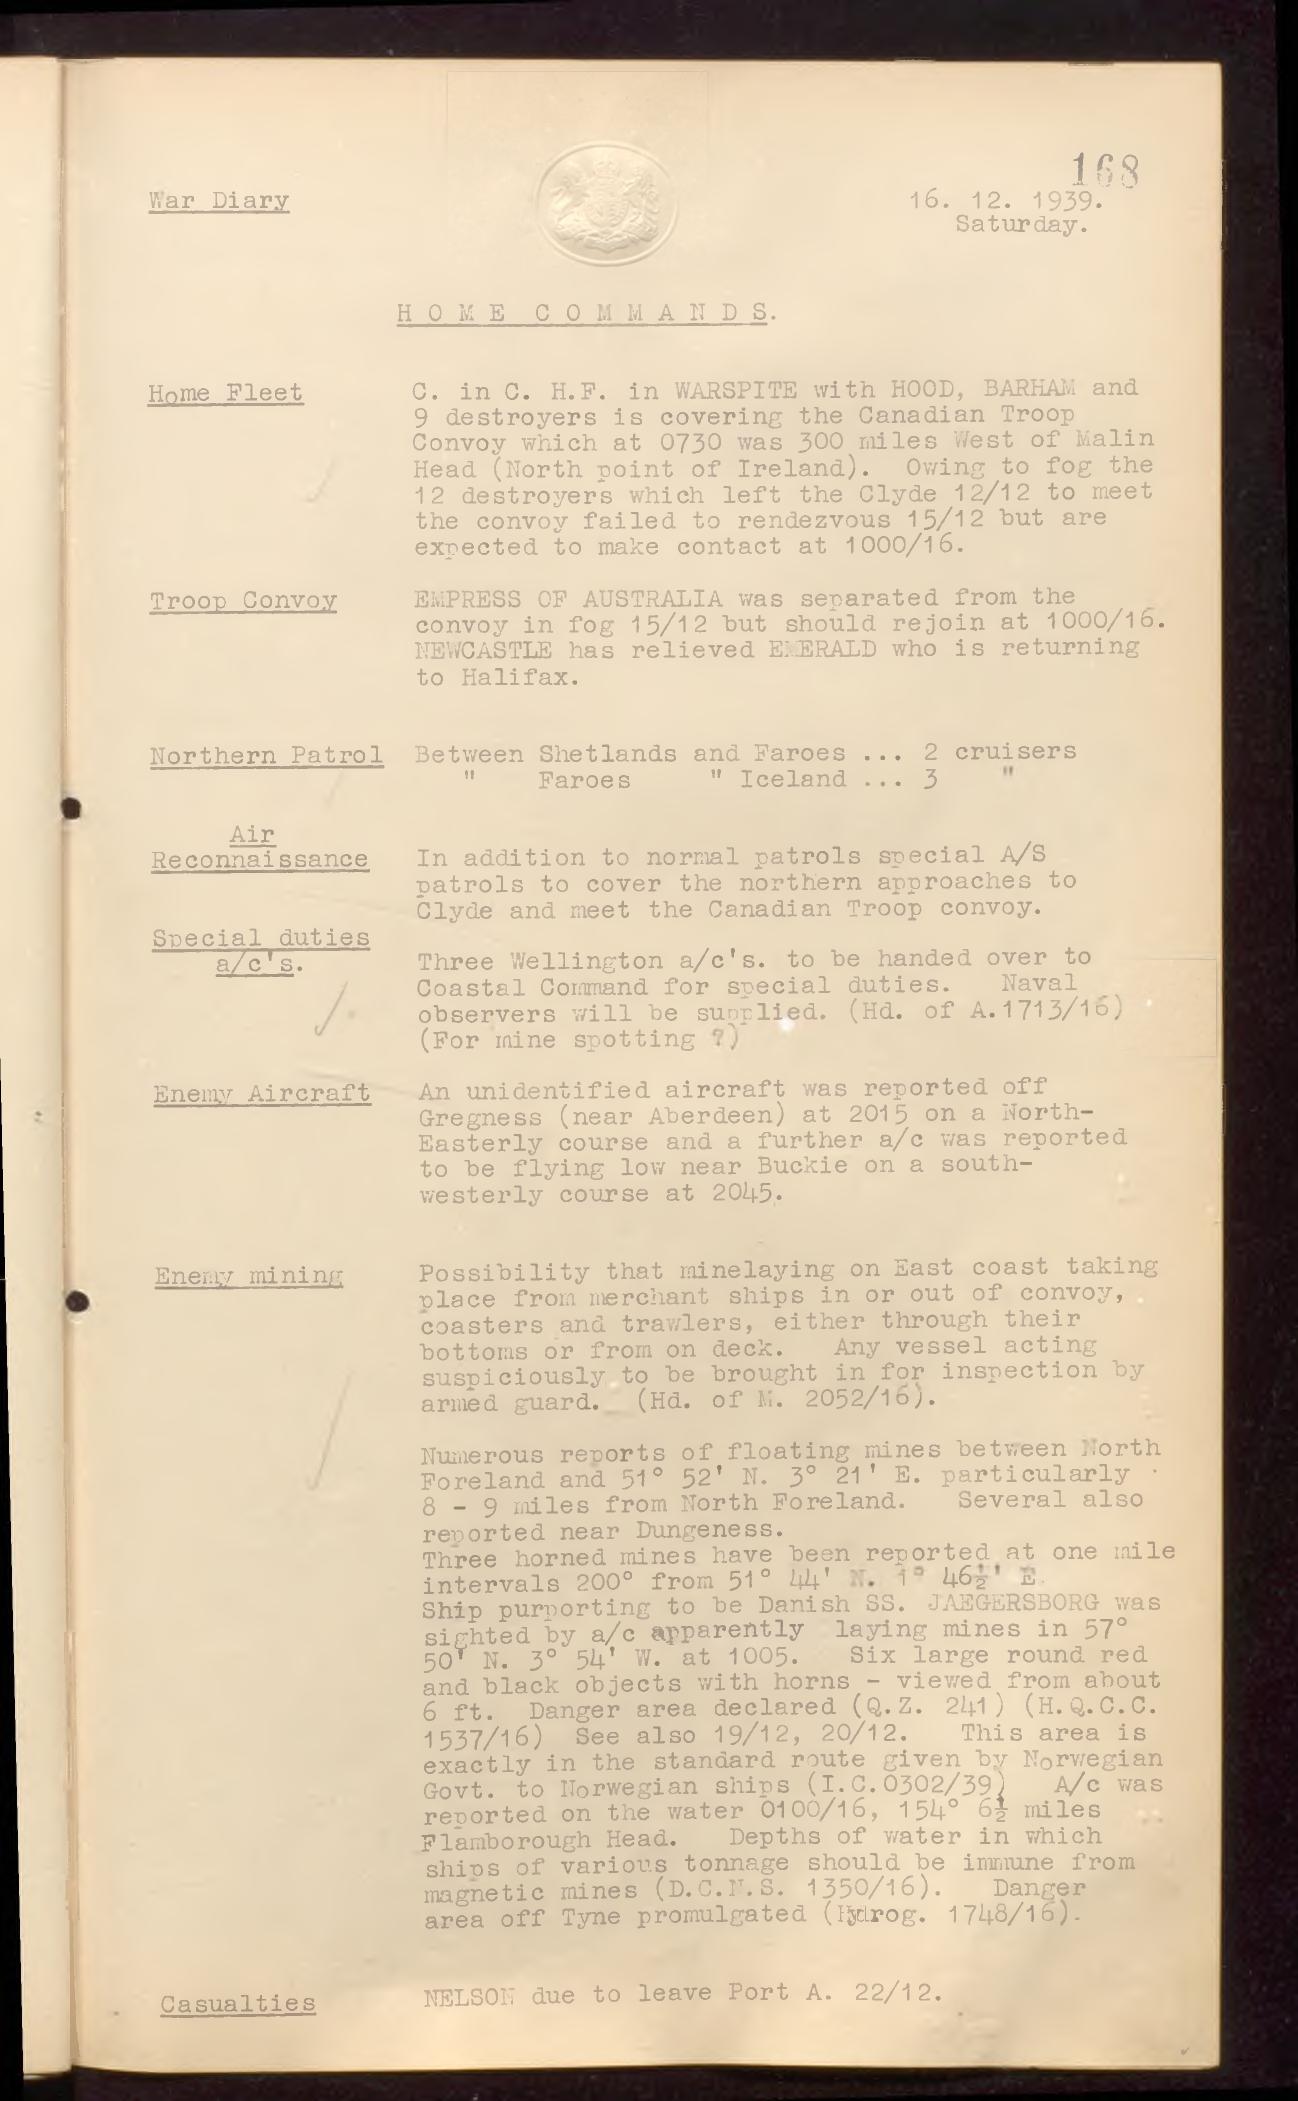 168
War Diary
16. 12. 1939.
Saturday.
HOME COMMANDS.
Home Fleet
C. in C. H.F. in WARSPITE with HOOD, BARHAM and
9 destroyers is covering the Canadian Troop
Convoy which at 0730 was 300 miles West of Malin
Head (North point of Ireland). Owing to fog the
12 destroyers which left the Clyde 12/12 to meet
the convoy failed to rendezvous 15/12 but are
expected to make contact at 1000/16.
Troop Convoy
EMPRESS OF AUSTRALIA was separated from the
convoy in fog 15/12 but should rejoin at 1000/16.
NEWCASTLE has relieved EMERALD who is returning
to Halifax.
Northern Patrol
Between Shetlands and Faroes ... 2 cruisers
" Faroes " Iceland ... 3 "
Air
Reconnaissance
In addition to normal patrols special A/S
patrols to cover the northern approaches to
Clyde and meet the Canadian Troop convoy.
Special duties
a/c's.
Three Wellington a/c's. to be handed over to
Coastal Command for special duties. Naval
observers will be supplied. (Hd. of A.1713/16)
(For mine spotting ?)
Enemy Aircraft
An unidentified aircraft was reported off
Gregness (near Aberdeen) at 2015 on a North-
Easterly course and a further a/c was reported
to be flying low near Buckie on a south-
westerly course at 2045.
Enemy mining
Possibility that minelaying on East coast taking
place from merchant ships in or out of convoy,
coasters and trawlers, either through their
bottoms or from on deck. Any vessel acting
suspiciously to be brought in for inspection by
armed guard. (Hd. of M. 2052/16).
Numerous reports of floating mines between North
Foreland and 51° 52' N. 3° 21' E. particularly
8 - 9 miles from North Foreland. Several also
reported near Dungeness.
Three horned mines have been reported at one mile
intervals 200° from 51° 44' N. 1° 46½' E.
Ship purporting to be Danish SS. JAEGERSBORG was
sighted by a/c apparently laying mines in 57°
50' N. 3° 54' W. at 1005. Six large round red
and black objects with horns - viewed from about
6 ft. Danger area declared (Q.Z. 241) (H.Q.C.C.
1537/16) See also 19/12, 20/12. This area is
exactly in the standard route given by Norwegian
Govt. to Norwegian ships (I.C.0302/39) A/c was
reported on the water 0100/16, 154° 6½ miles
Flamborough Head. Depths of water in which
ships of various tonnage should be immune from
magnetic mines (D.C.N.S. 1350/16). Danger
area off Tyne promulgated (Hydrog. 1748/16).
Casualties
NELSON due to leave Port A. 22/12.